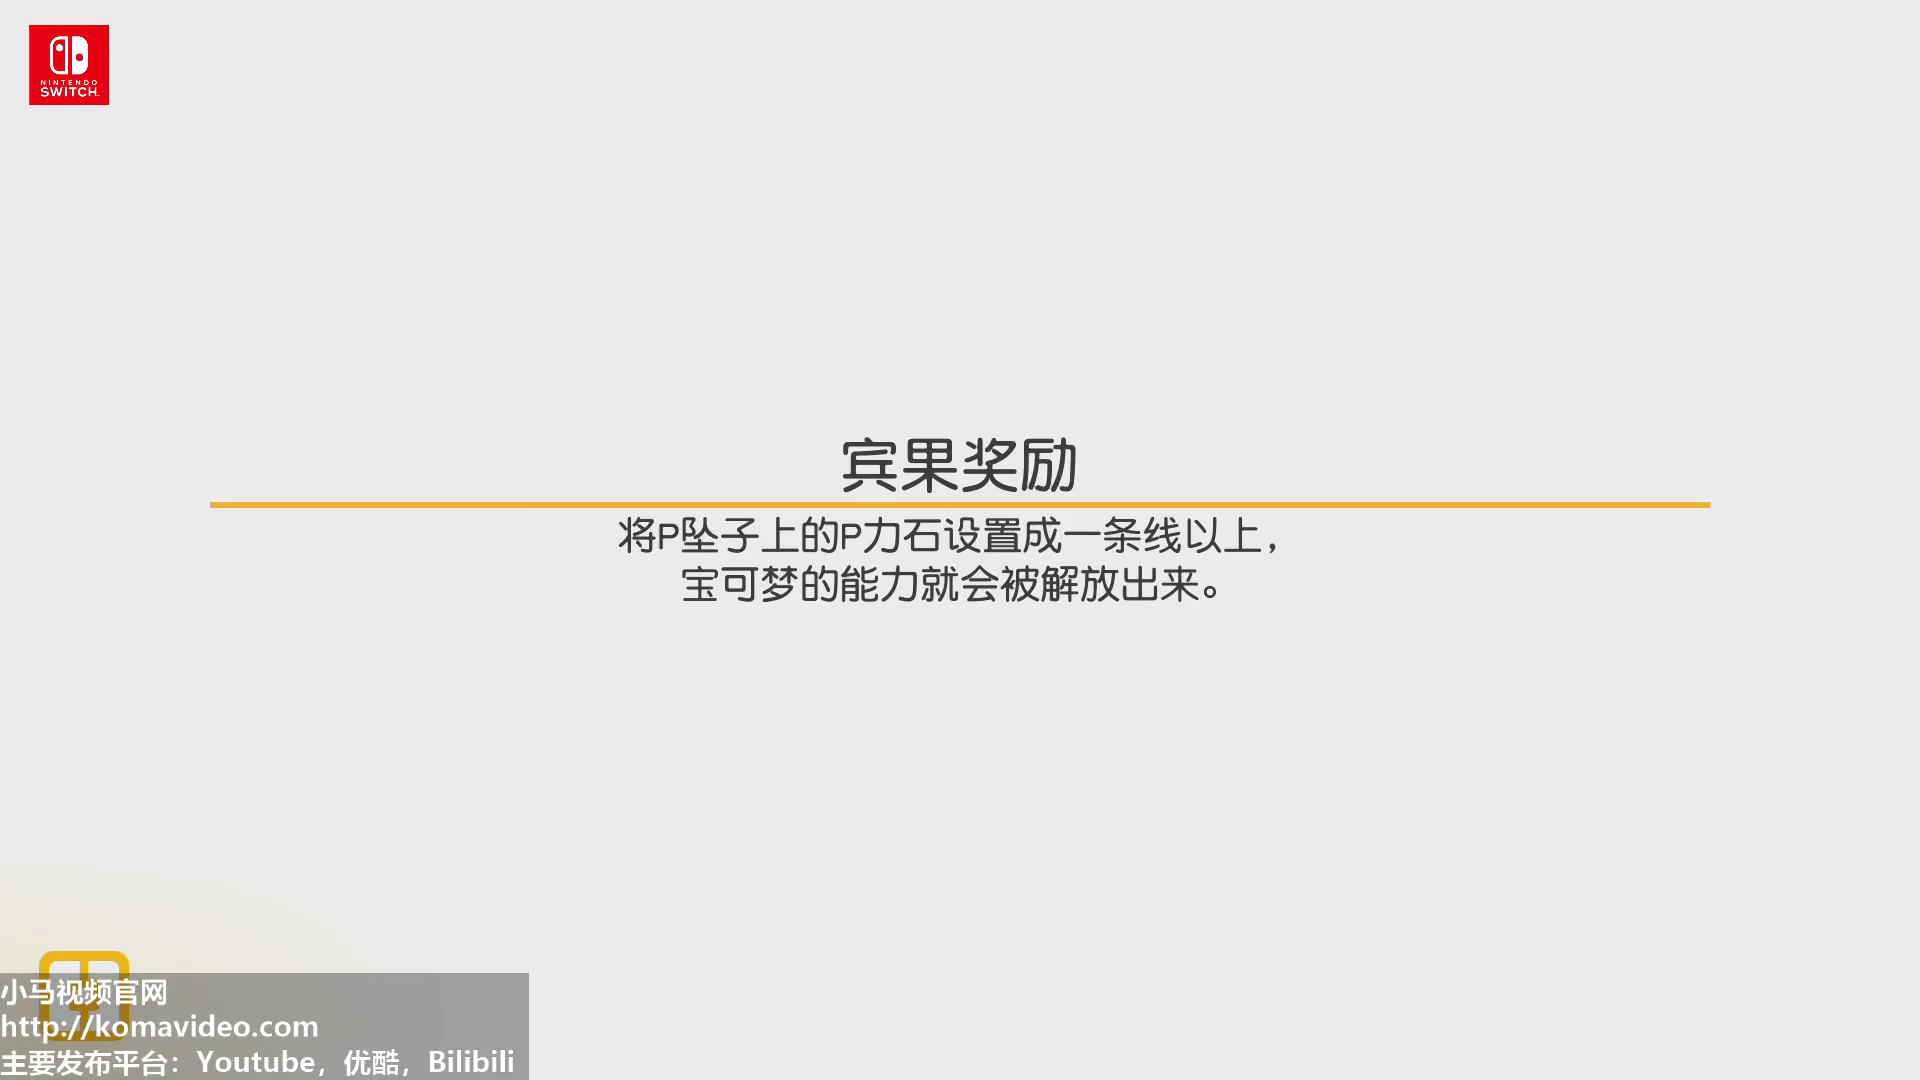 NINTENDO
SWITCH
宾果奖励
将P坠子上的P力石设置成一条线以上，
宝可梦的能力就会被解放出来。
小马视频官网
http://komavideo.com
主要发布平台：Youtube，优酷，Bilibili